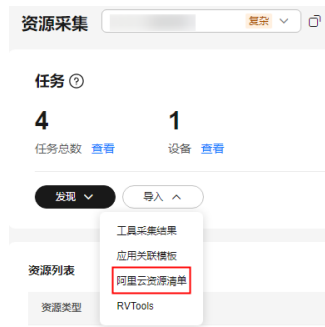 资源采集 复杂
任务
4 1
任务总数 查看 设备 查看
发现 导入
工具采集结果
应用关联模板
阿里云资源清单
RVTools
资源列表
资源类型